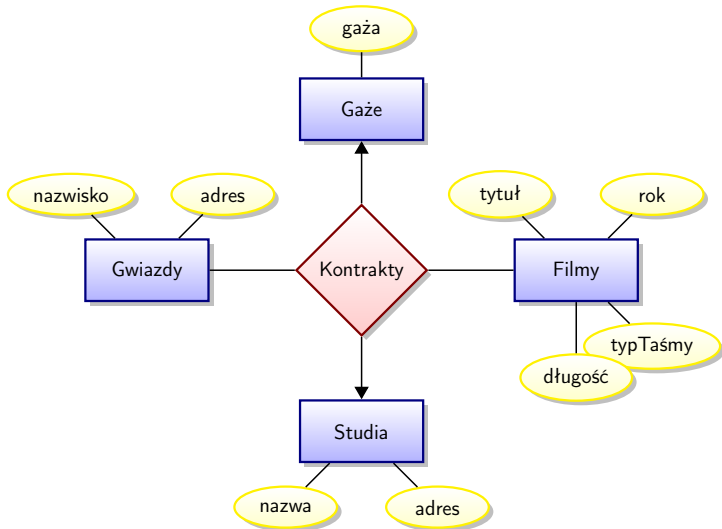 gaża
Gaże
nazwisko
adres
tytuł
rok
Gwiazdy
Kontrakty
Filmy
typTaśmy
długość
Studia
nazwa
adres